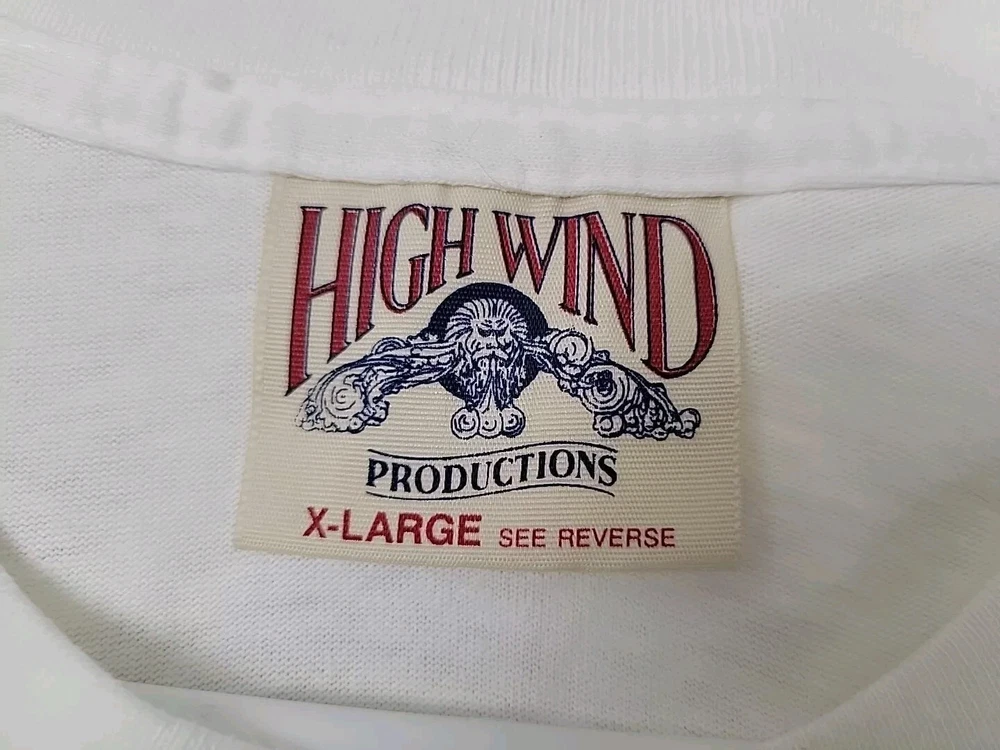 HIGH WIND
PRODUCTIONS
X-LARGE SEE REVERSE